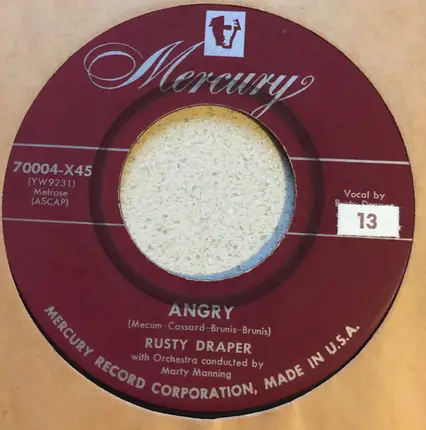 Mercury
70004-X45
(YW9231)
Melrose
(ASCAP)
Vocal by
13
ANGRY
(Mecum-Cassard-Brunis-Brunis)
RUSTY DRAPER
with Orchestra conducted by
Marty Manning
MERCURY RECORD CORPORATION, MADE IN U.S.A.